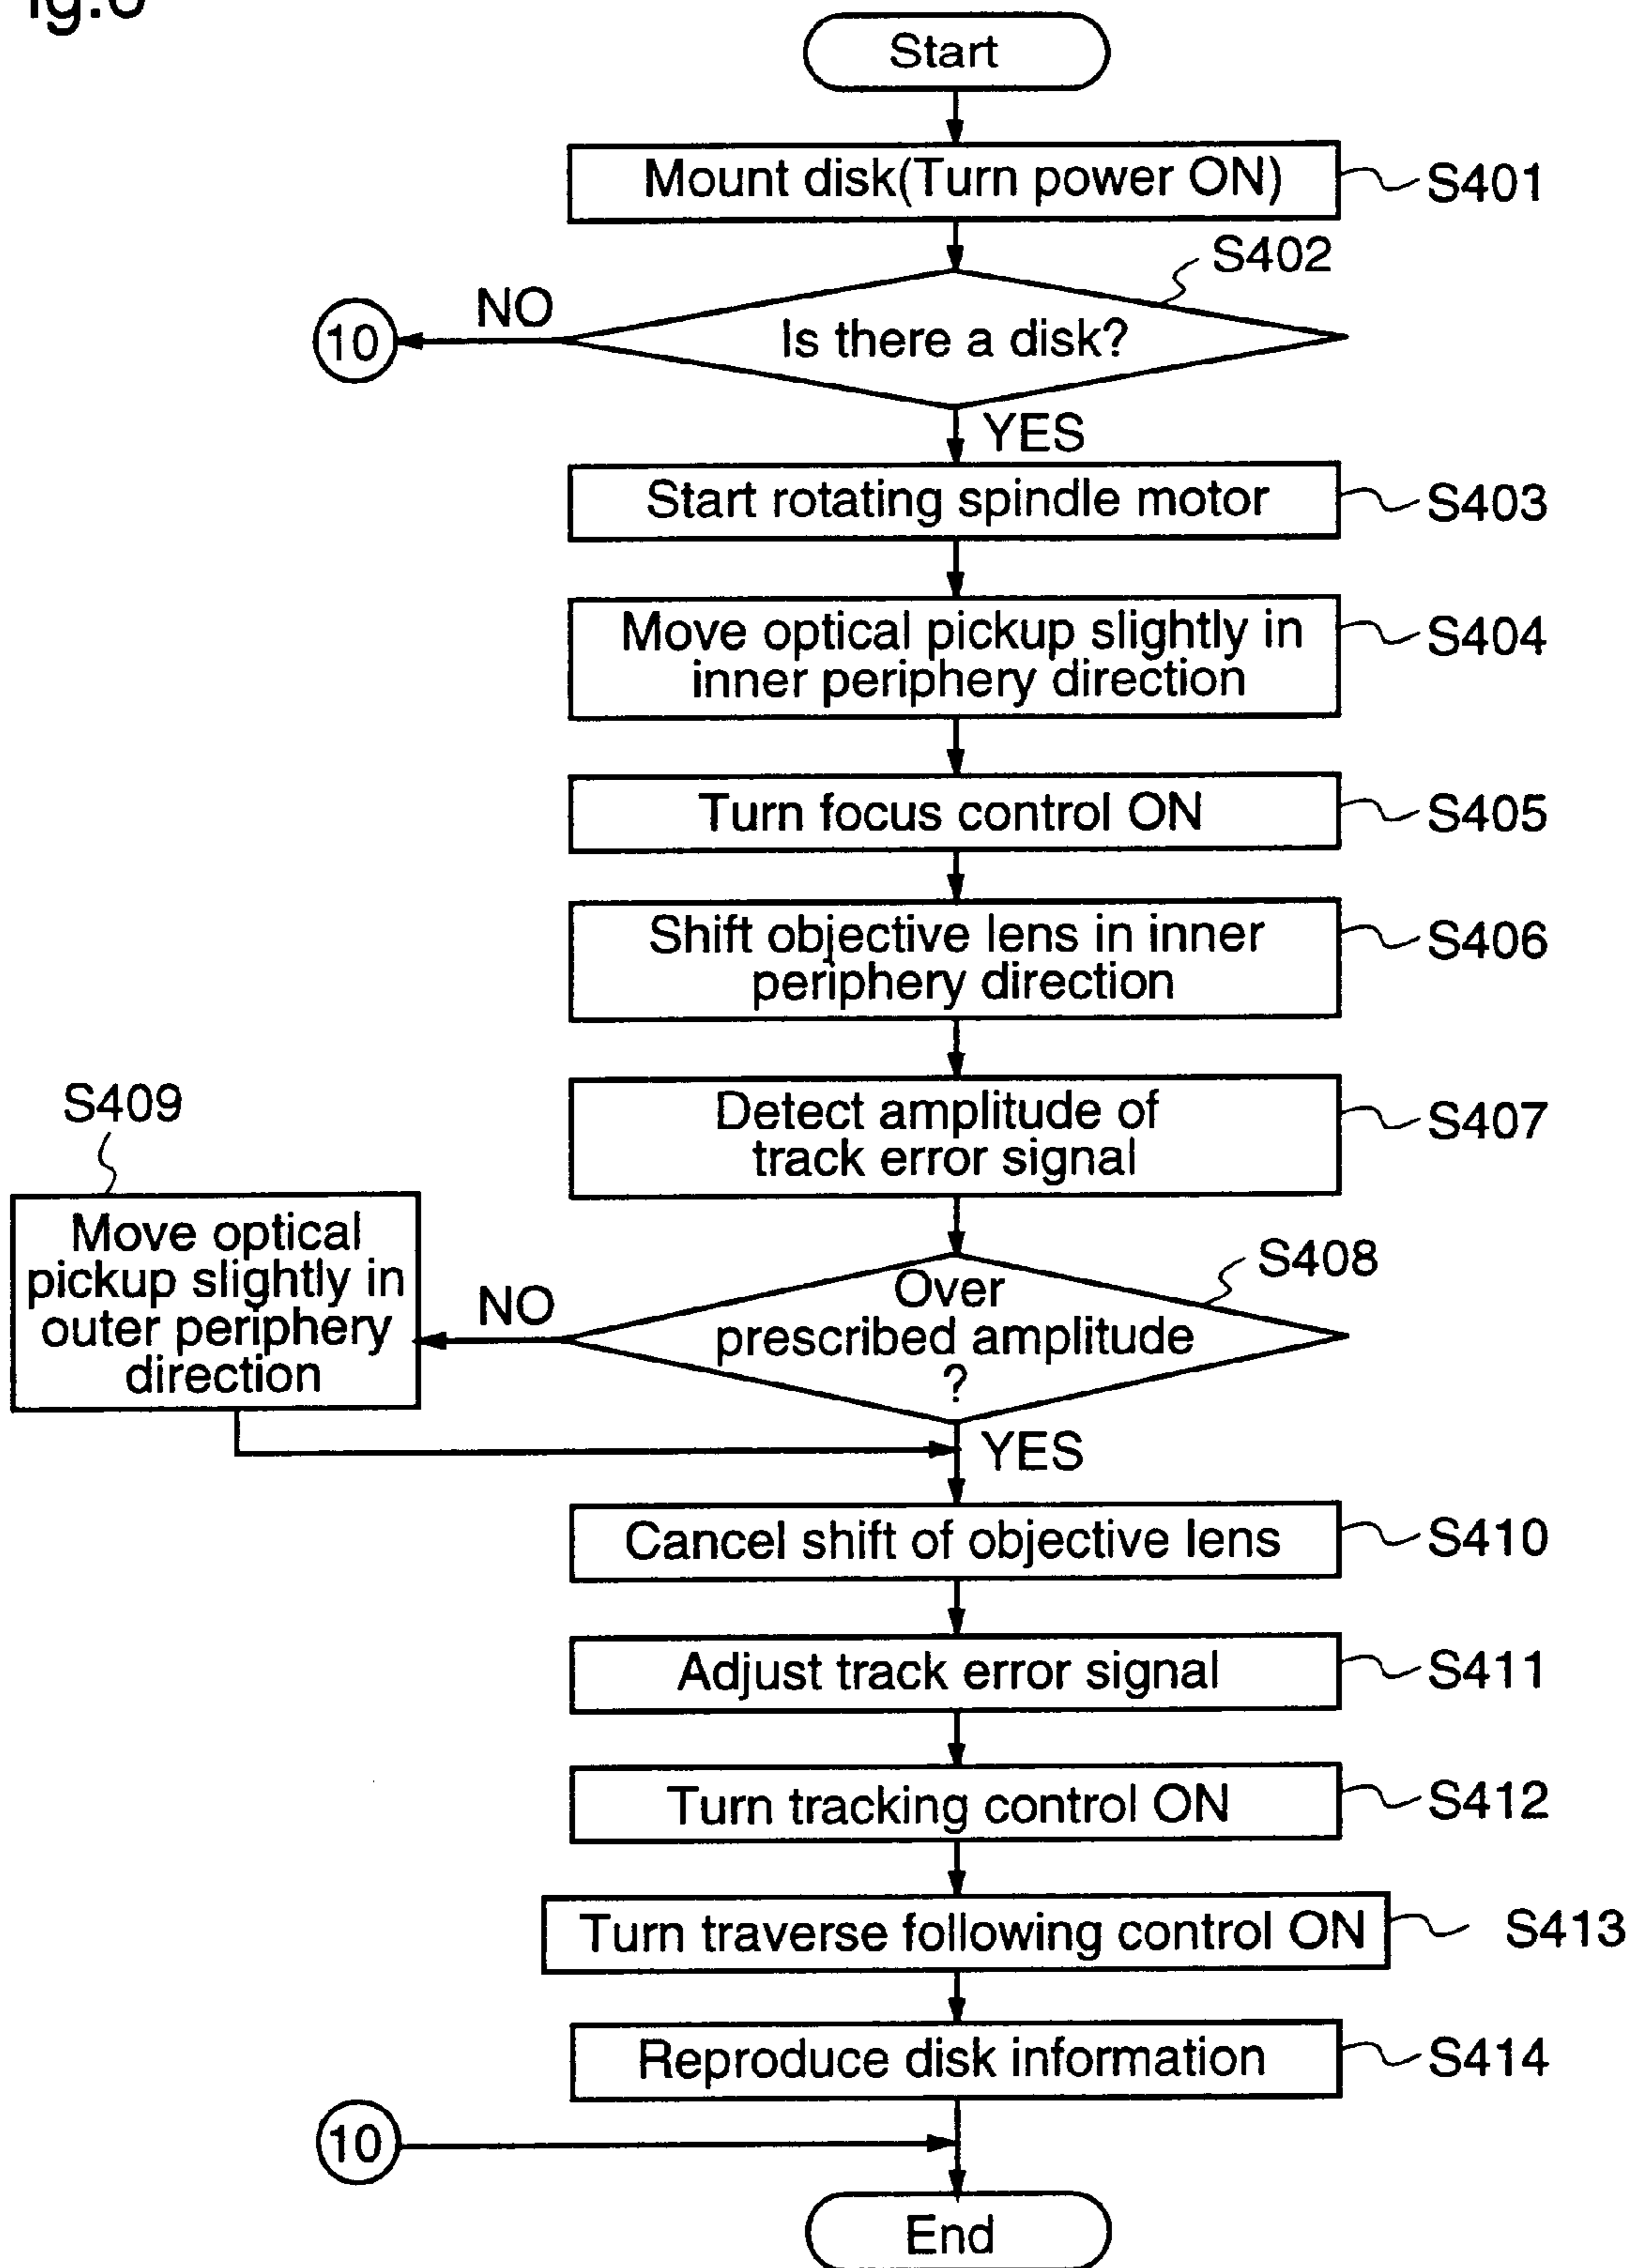 Start
Mount disk(Turn power ON)
S401
S402
NO
10
Is there a disk?
YES
Start rotating spindle motor
S403
Move optical pickup slightly in
inner periphery direction
S404
Turn focus control ON
S405
Shift objective lens in inner
periphery direction
S406
Detect amplitude of
track error signal
S407
S409
Move optical
pickup slightly in
outer periphery
direction
NO
S408
Over
prescribed amplitude
?
YES
Cancel shift of objective lens
S410
Adjust track error signal
S411
Turn tracking control ON
S412
Turn traverse following control ON
S413
Reproduce disk information
S414
10
End